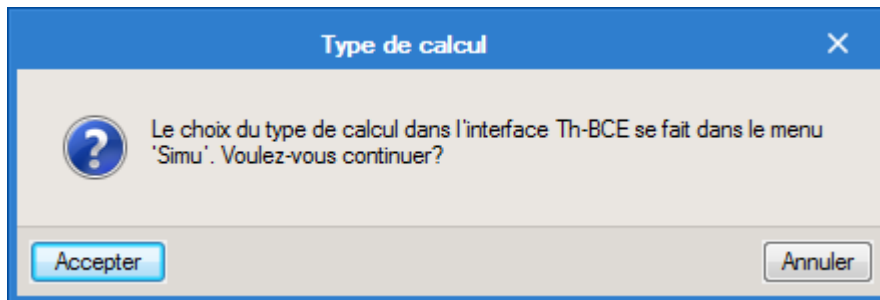 Type de calcul
Le choix du type de calcul dans l'interface Th-BCE se fait dans le menu
'Simu'. Voulez-vous continuer?
Accepter
Annuler